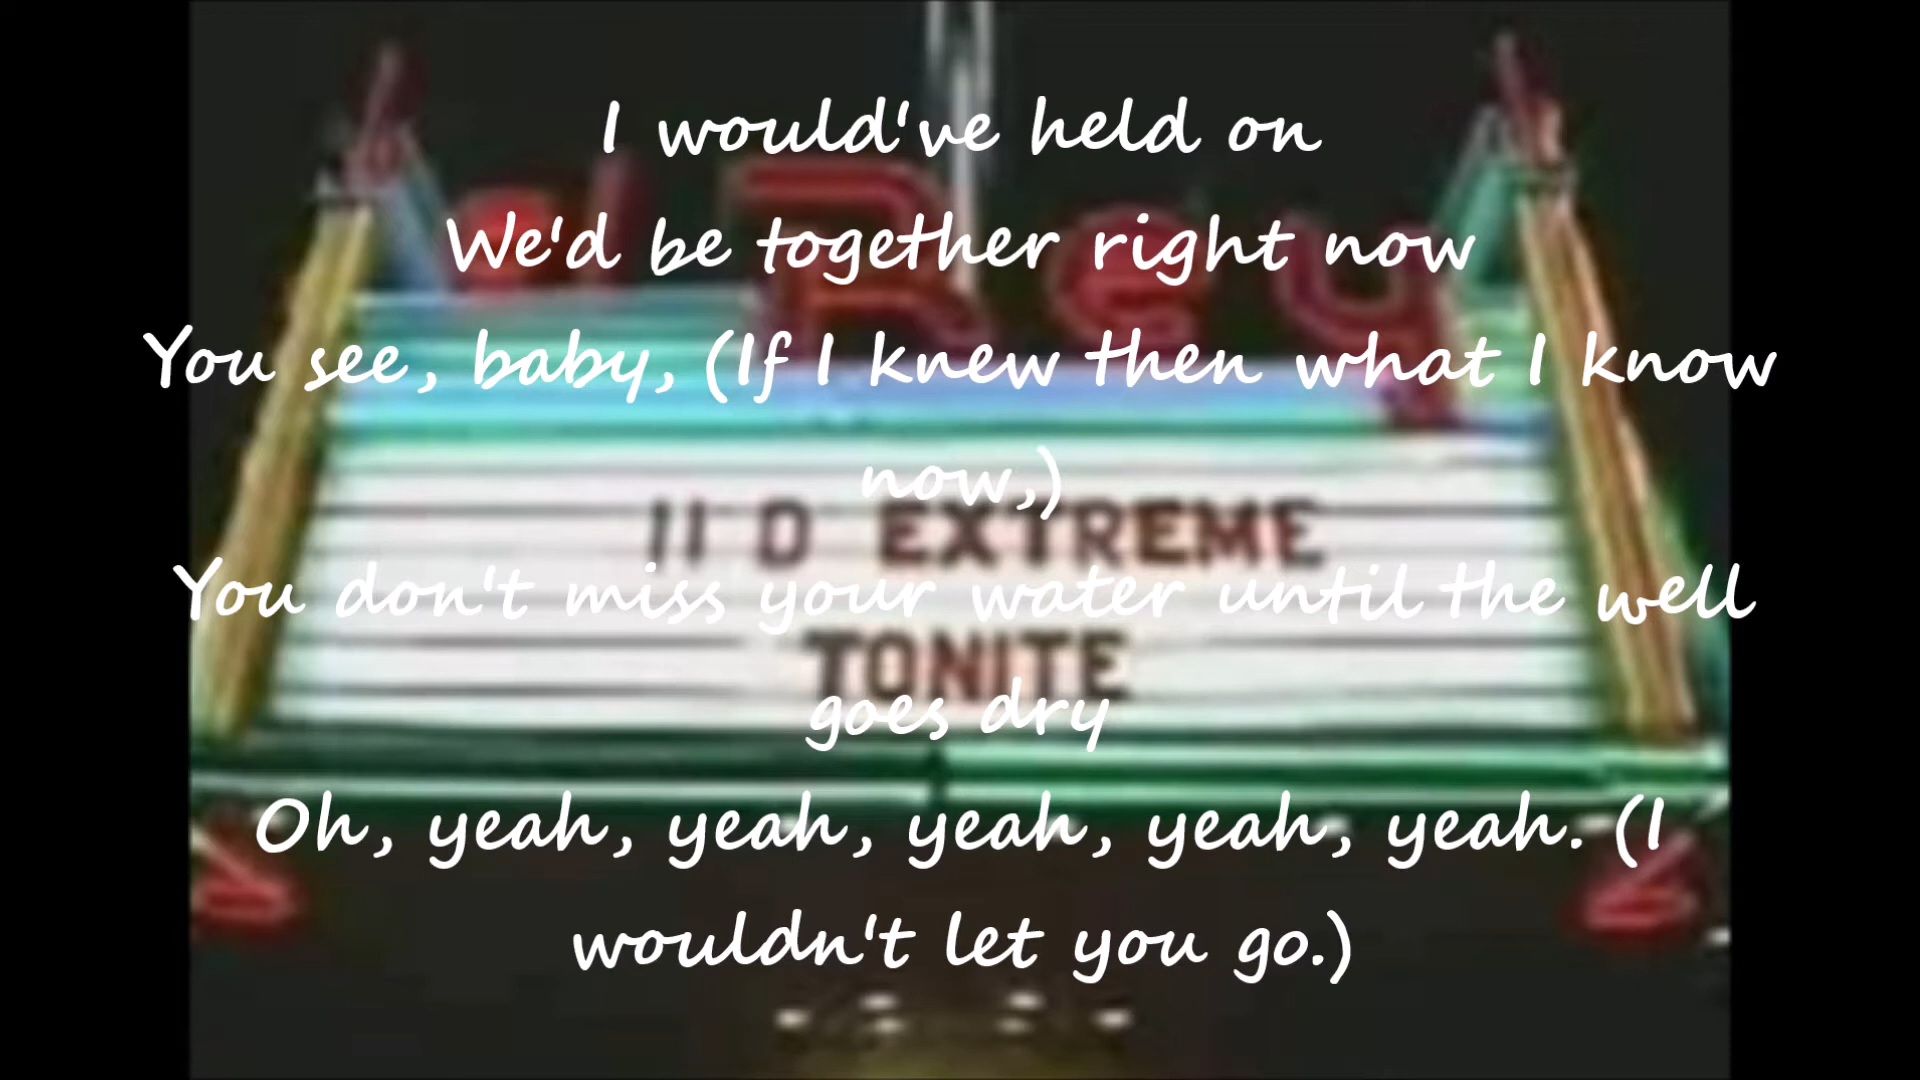 I would've held on
el Rey
We'd be together right now
You see, baby, (If I knew then what I know
now,)
II D EXTREME
You don't miss your water until the well
TONITE
goes dry
Oh, yeah, yeah, yeah, yeah, yeah. (I
wouldn't let you go.)